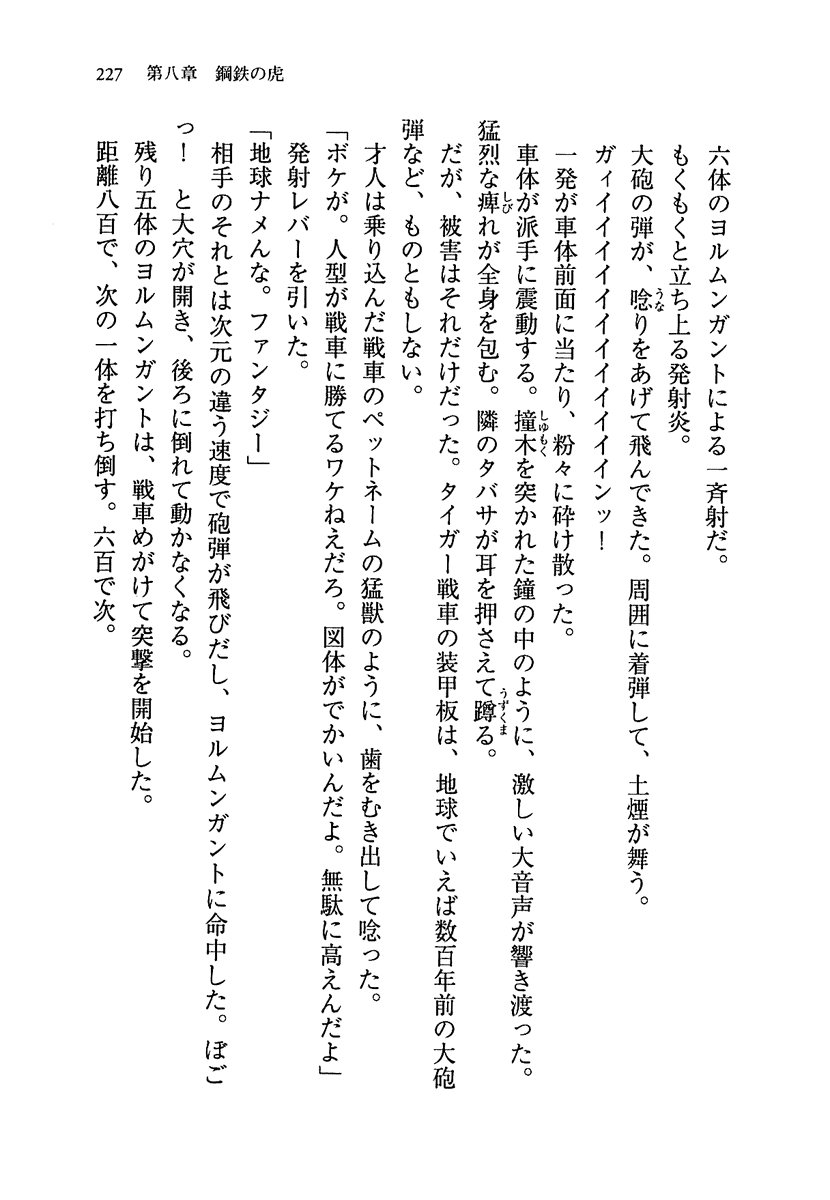 227　第八章　鋼鉄の虎
六体のヨルムンガントによる一斉射だ。
もくもくと立ち上る発射炎。
大砲の弾が、唸りをあげて飛んできた。周囲に着弾して、土煙が舞う。
ガィイイイイイイイイイイイインッ！
一発が車体前面に当たり、粉々に砕け散った。
車体が派手に震動する。撞木を突かれた鐘の中のように、激しい大音声が響き渡った。
猛烈な痺れが全身を包む。隣のタバサが耳を押さえて蹲る。
だが、被害はそれだけだった。タイガー戦車の装甲板は、地球でいえば数百年前の大砲
弾など、ものともしない。
才人は乗り込んだ戦車のペットネームの猛獣のように、歯をむき出して唸った。
「ボケが。人型が戦車に勝てるワケねえだろ。図体がでかいんだよ。無駄に高えんだよ」
発射レバーを引いた。
「地球ナメんな。ファンタジー」
相手のそれとは次元の違う速度で砲弾が飛びだし、ヨルムンガントに命中した。ぼご
っ！　と大穴が開き、後ろに倒れて動かなくなる。
残り五体のヨルムンガントは、戦車めがけて突撃を開始した。
距離八百で、次の一体を打ち倒す。六百で次。